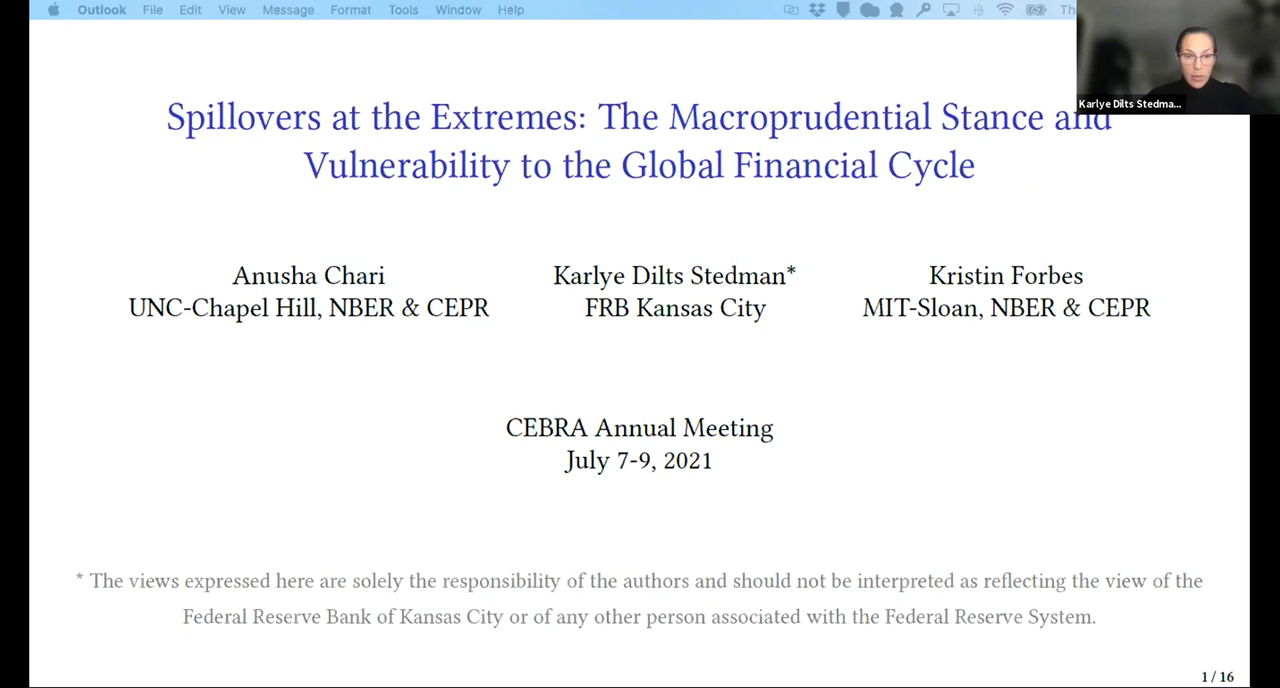 Outlook File Edit View Message Format Tools Window Help
Karlye Dilts Stedma...
Spillovers at the Extremes: The Macroprudential Stance and
Vulnerability to the Global Financial Cycle
Anusha Chari
UNC-Chapel Hill, NBER & CEPR
Karlye Dilts Stedman*
FRB Kansas City
Kristin Forbes
MIT-Sloan, NBER & CEPR
CEBRA Annual Meeting
July 7-9, 2021
* The views expressed here are solely the responsibility of the authors and should not be interpreted as reflecting the view of the
Federal Reserve Bank of Kansas City or of any other person associated with the Federal Reserve System.
1 / 16